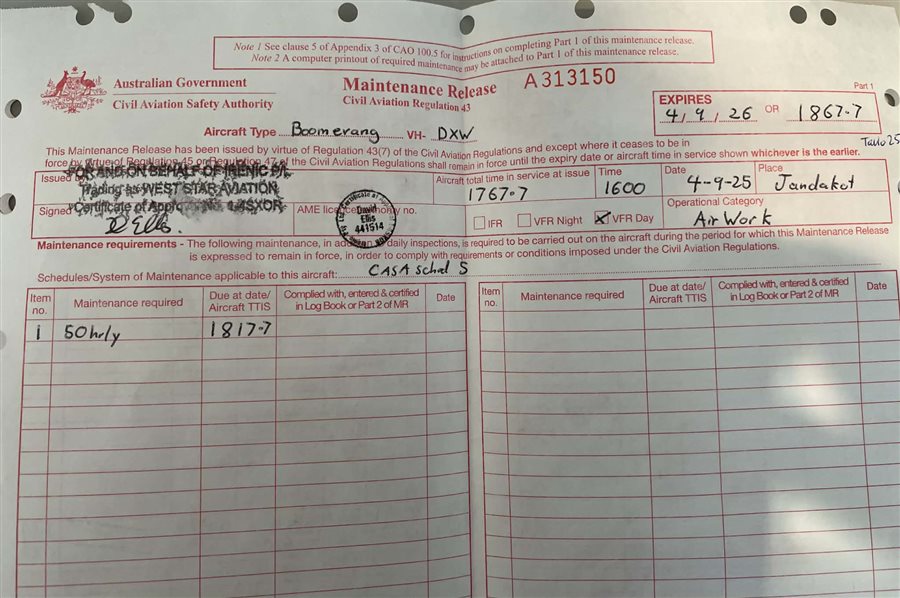 Note 1 See clause 5 of Appendix 3 of CAO 100.5 for instructions on completing Part 1 of this maintenance release.
Note 2 A computer printout of required maintenance may be attached to Part 1 of this maintenance release.
Australian Government
Civil Aviation Safety Authority
Maintenance Release
Civil Aviation Regulation 43
A313150
Part 1
EXPIRES
4, 9, 26 OR 1867.7
Aircraft Type Boomerang VH- DXW
This Maintenance Release has been issued by virtue of Regulation 43(7) of the Civil Aviation Regulations and except where it ceases to be in
force by virtue of Regulation 45 or Regulation 47 of the Civil Aviation Regulations shall remain in force until the expiry date or aircraft time in service shown whichever is the earlier.
Issued
FOR AND ON BEHALF OF IRENIC P/L
Trading as WEST STAR AVIATION
Certificate of Approval No. 1-ASXOR
Signed
D Ellis.
AME licence/authority no.
David
Ellis
441514
Aircraft total time in service at issue
1767.7
Time
1600
Date
4-9-25
Place
Jandakot
IFR VFR Night VFR Day
Operational Category
Air Work
Maintenance requirements - The following maintenance, in addition to daily inspections, is required to be carried out on the aircraft during the period for which this Maintenance Release
is expressed to remain in force, in order to comply with requirements or conditions imposed under the Civil Aviation Regulations.
Schedules/System of Maintenance applicable to this aircraft: CASA sched 5
Item no. Maintenance required Due at date/ Aircraft TTIS Complied with, entered & certified in Log Book or Part 2 of MR Date
Item no. Maintenance required Due at date/ Aircraft TTIS Complied with, entered & certified in Log Book or Part 2 of MR Date
1 50hrly 1817.7